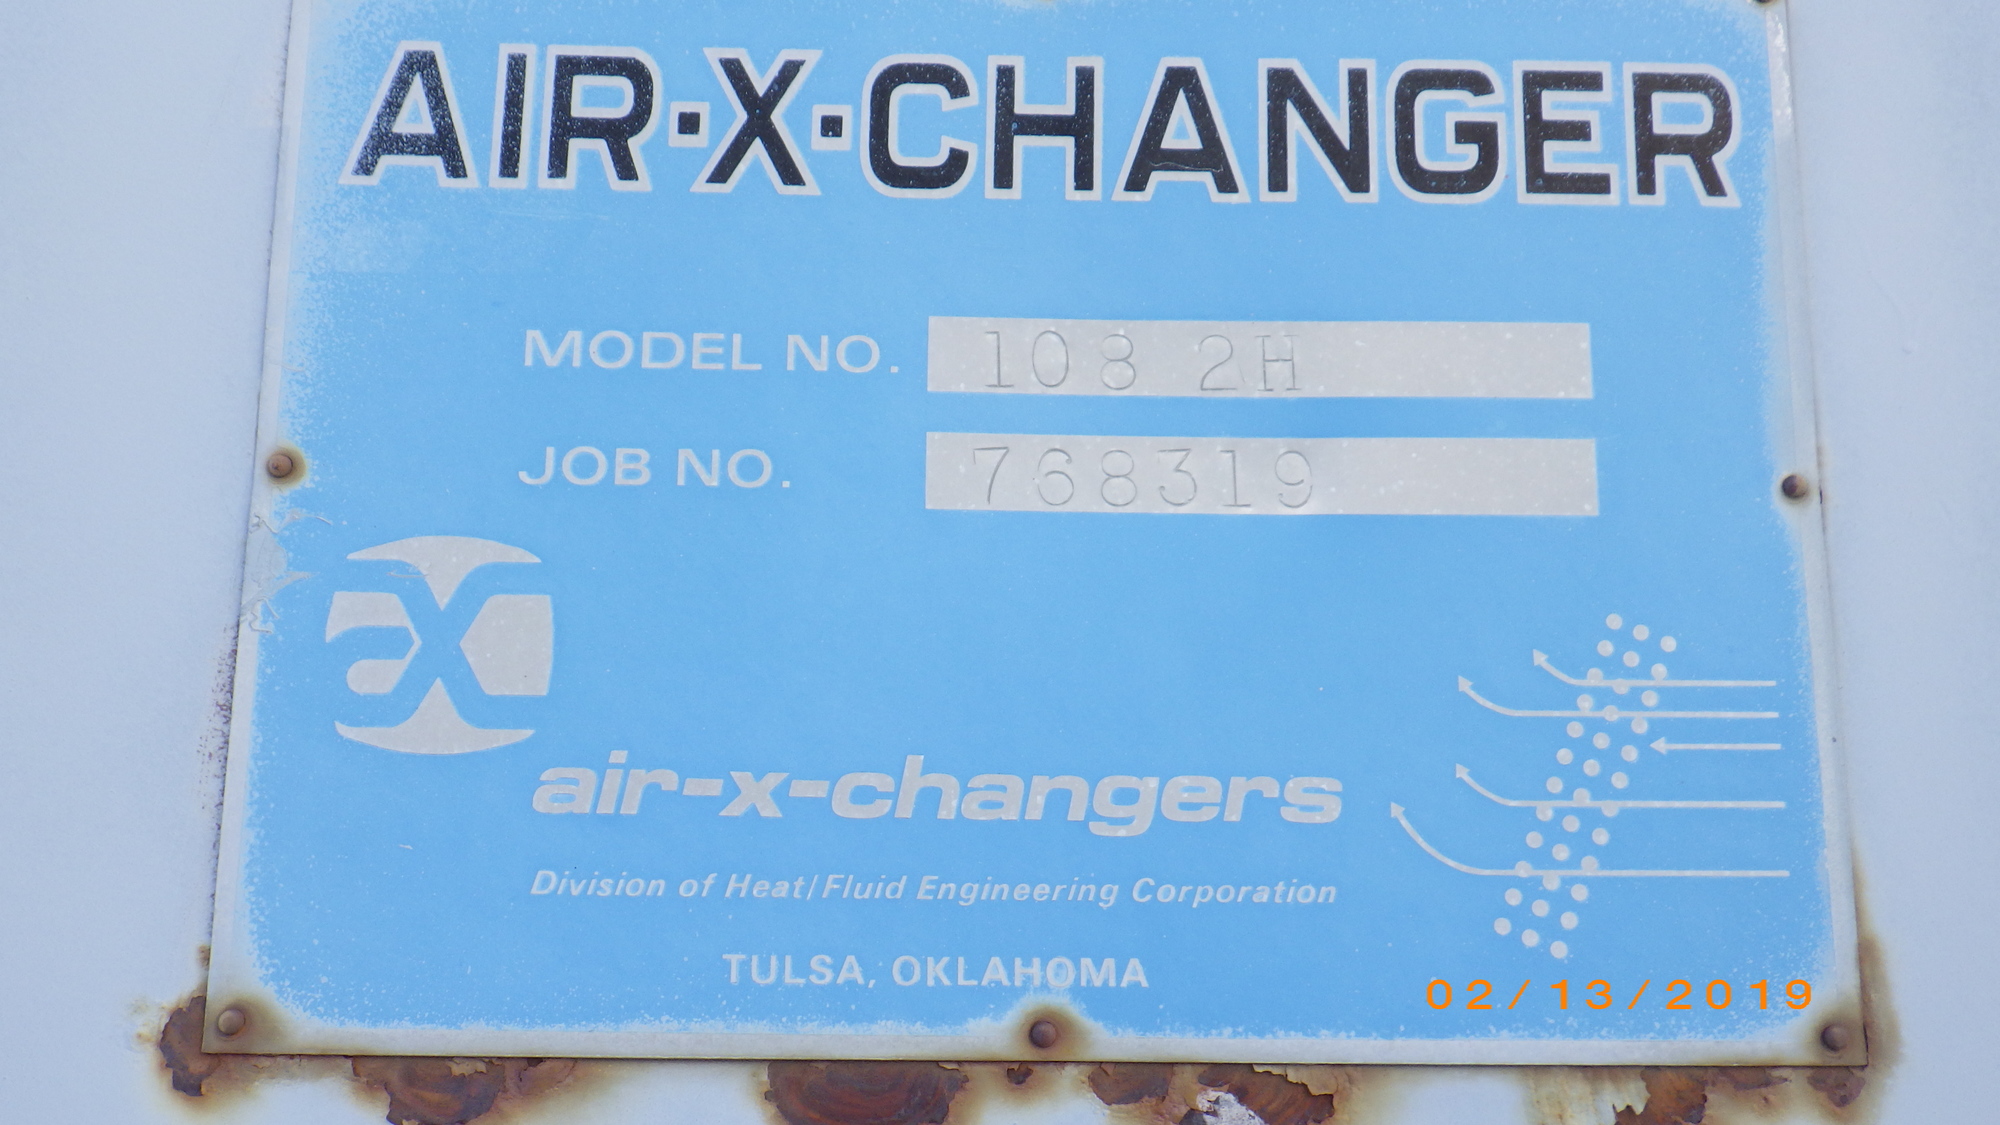 AIR·X·CHANGER
MODEL NO. 108 2H
JOB NO. 768319
ax
air-x-changers
Division of Heat/Fluid Engineering Corporation
TULSA, OKLAHOMA
02/13/2019